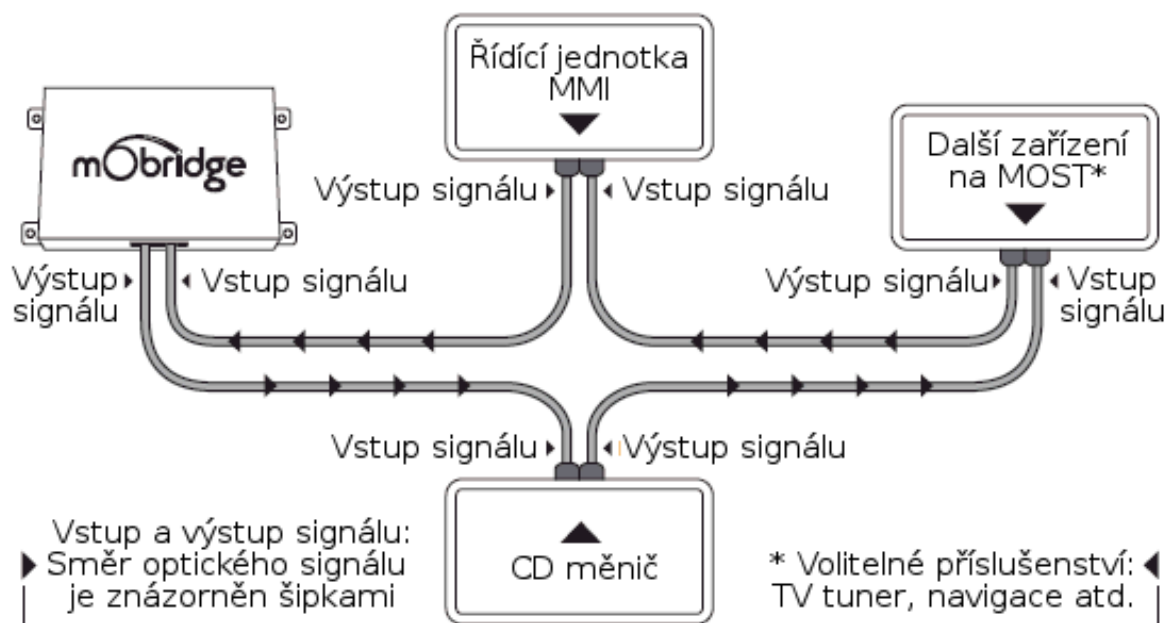 Řídící jednotka
MMI
mObridge
Další zařízení
na MOST*
Výstup signálu
Vstup signálu
Výstup
signálu
Vstup signálu
Výstup signálu
Vstup
signálu
Vstup signálu
Výstup signálu
CD měnič
Vstup a výstup signálu:
Směr optického signálu
je znázorněn šipkami
* Volitelné příslušenství:
TV tuner, navigace atd.